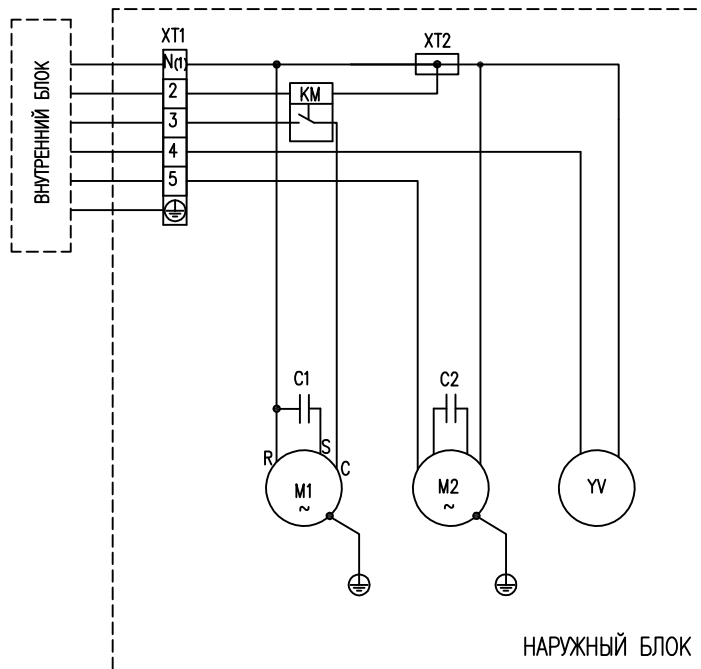 XT1
XT2
N(1)
2
KM
3
4
5
ВНУТРЕННИЙ БЛОК
C1
C2
R
S
C
M1
~
M2
~
YV
НАРУЖНЫЙ БЛОК